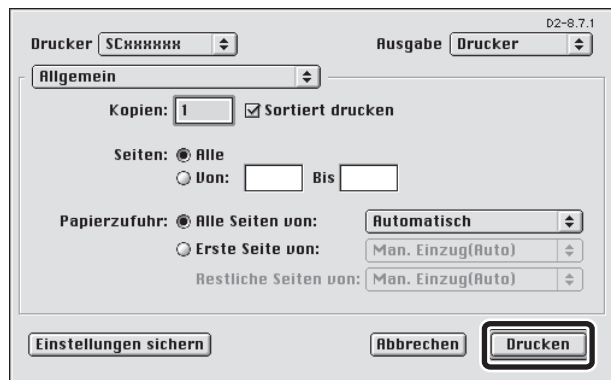 D2-8.7.1
Drucker SCxxxxxx Ausgabe Drucker
Allgemein
Kopien: 1 Sortiert drucken
Seiten: Alle
Von: Bis
Papierzufuhr: Alle Seiten von: Automatisch
Erste Seite von: Man. Einzug(Auto)
Restliche Seiten von: Man. Einzug(Auto)
Einstellungen sichern Abbrechen Drucken